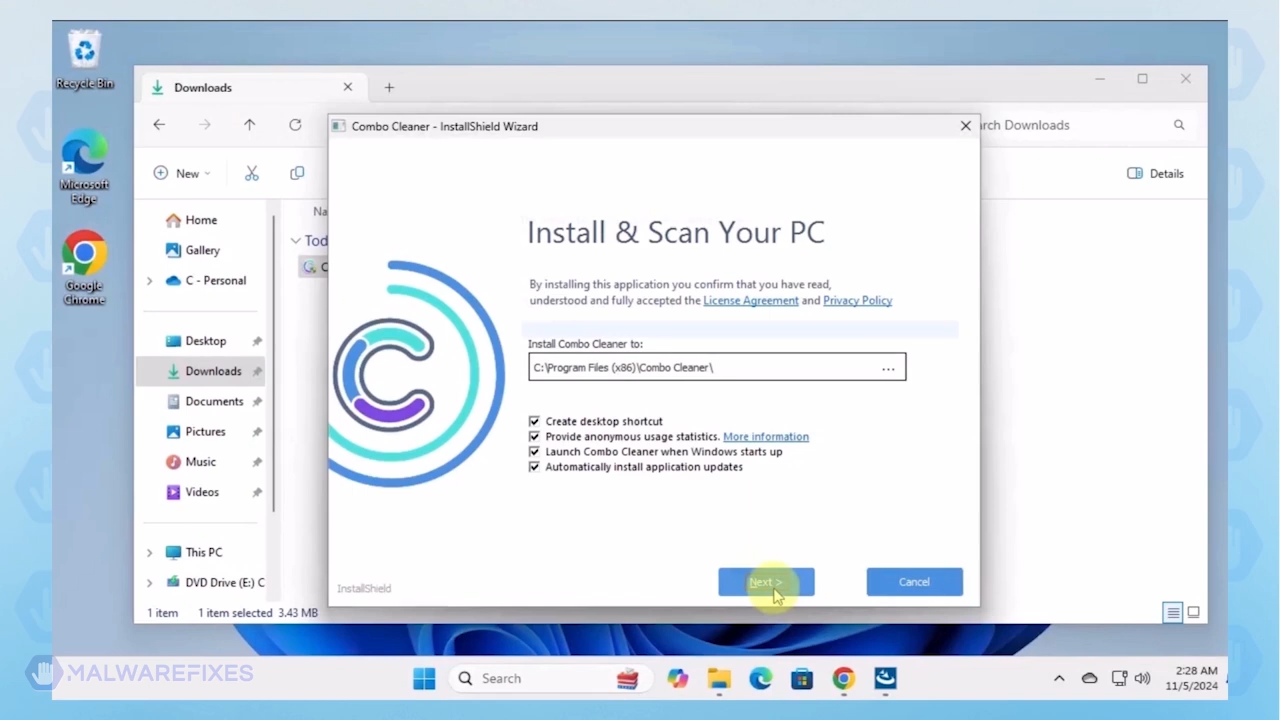 Recycle Bin
Microsoft
Edge
Google
Chrome
Downloads
Combo Cleaner - InstallShield Wizard
rch Downloads
New
Details
Home
Gallery
C - Personal
Desktop
Downloads
Documents
Pictures
Music
Videos
This PC
DVD Drive (E:) C
Na
Tod
C
Install & Scan Your PC
By installing this application you confirm that you have read,
understood and fully accepted the License Agreement and Privacy Policy
Install Combo Cleaner to:
C:\Program Files (x86)\Combo Cleaner\
...
Create desktop shortcut
Provide anonymous usage statistics. More information
Launch Combo Cleaner when Windows starts up
Automatically install application updates
InstallShield
Next >
Cancel
1 item 1 item selected 3.43 MB
MALWAREFIXES
Search
2:28 AM
11/5/2024